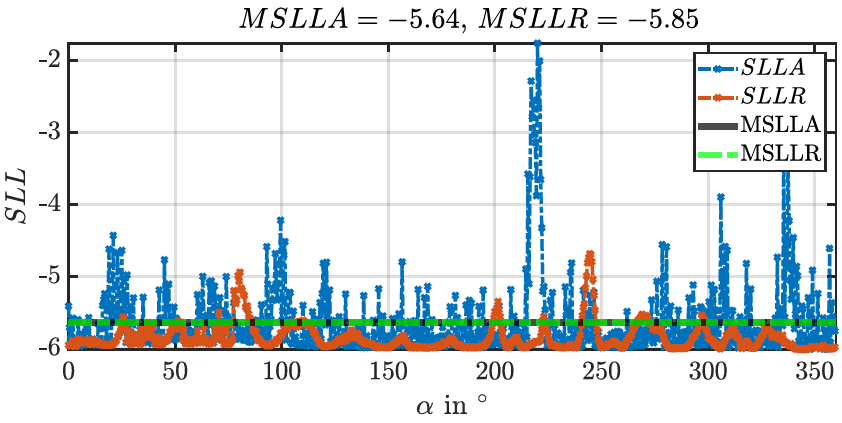 MSLLA = −5.64, MSLLR = −5.85
-2
-3
-4
-5
-6
SLL
0 50 100 150 200 250 300 350
α in °
SLLA
SLLR
MSLLA
MSLLR